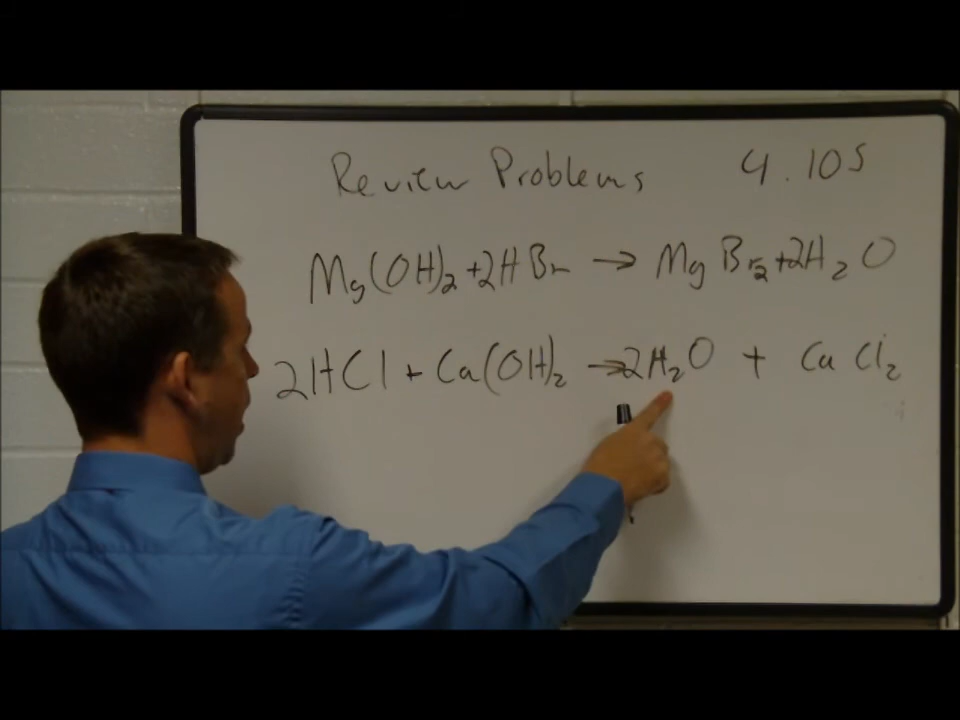 Review Problems 4.105
Mg(OH)₂ + 2HBr → MgBr₂ + 2H₂O
2HCl + Ca(OH)₂ → 2H₂O + CaCl₂